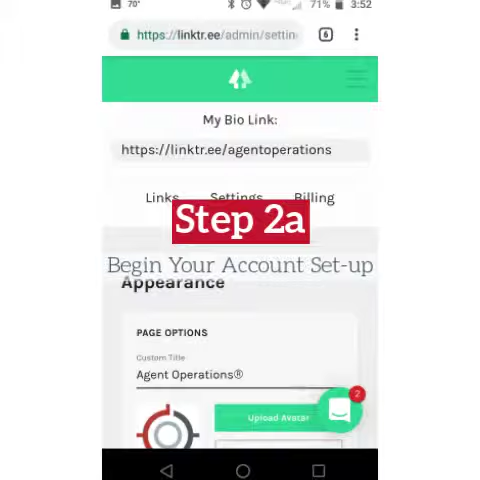 70°
71% 3:52
https://linktr.ee/admin/settin
6
My Bio Link:
https://linktr.ee/agentoperations
Links Settings Billing
Step 2a
Begin Your Account Set-up
Appearance
PAGE OPTIONS
Custom Title
Agent Operations®
2
Upload Avatar